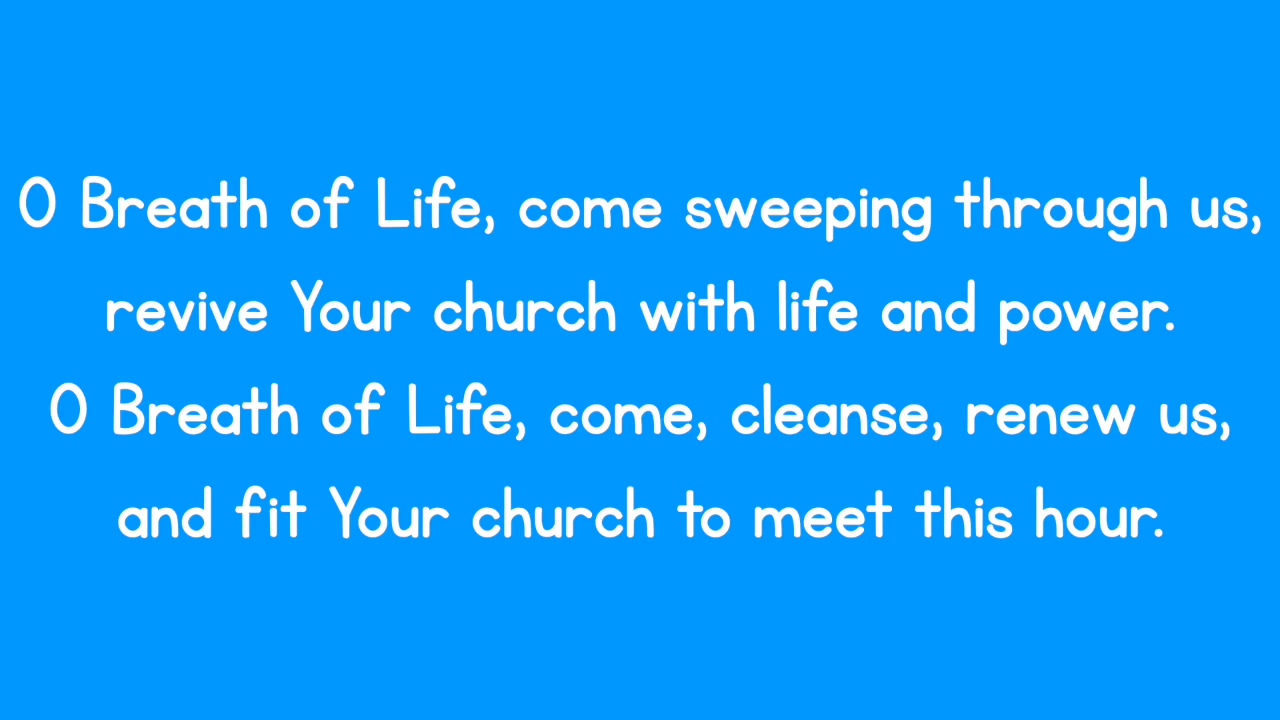 O Breath of Life, come sweeping through us,
revive Your church with life and power.
O Breath of Life, come, cleanse, renew us,
and fit Your church to meet this hour.